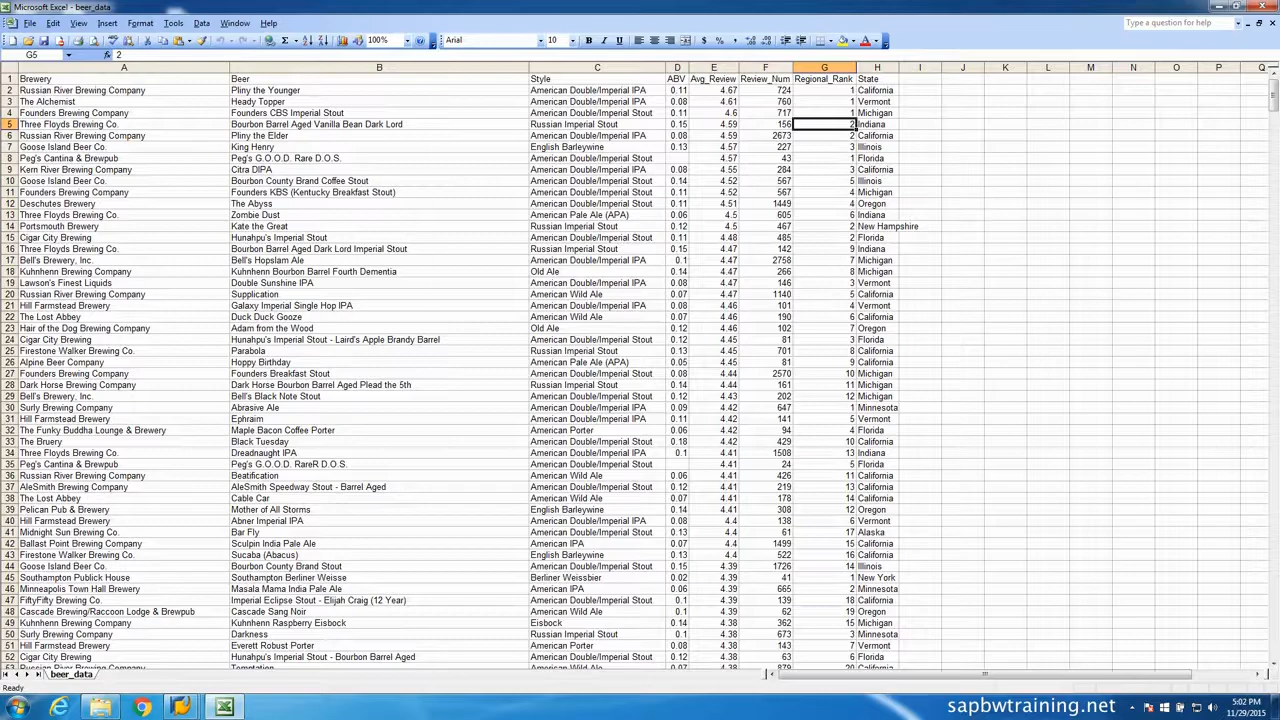 Microsoft Excel - beer_data
File Edit View Insert Format Tools Data Window Help
Type a question for help
100% Arial 10 B I U $ %
G5 fx 2
A B C D E F G H I J K L M N O P Q
1 Brewery Beer Style ABV Avg_Review Review_Num Regional_Rank State
2 Russian River Brewing Company Pliny the Younger American Double/Imperial IPA 0.11 4.67 724 1 California
3 The Alchemist Heady Topper American Double/Imperial IPA 0.08 4.61 760 1 Vermont
4 Founders Brewing Company Founders CBS Imperial Stout American Double/Imperial Stout 0.11 4.6 717 1 Michigan
5 Three Floyds Brewing Co. Bourbon Barrel Aged Vanilla Bean Dark Lord Russian Imperial Stout 0.15 4.59 156 2 Indiana
6 Russian River Brewing Company Pliny the Elder American Double/Imperial IPA 0.08 4.59 2673 2 California
7 Goose Island Beer Co. King Henry English Barleywine 0.13 4.57 227 3 Illinois
8 Peg's Cantina & Brewpub Peg's G.O.O.D. Rare D.O.S. American Double/Imperial Stout 4.57 43 1 Florida
9 Kern River Brewing Company Citra DIPA American Double/Imperial IPA 0.08 4.55 284 3 California
10 Goose Island Beer Co. Bourbon County Brand Coffee Stout American Double/Imperial Stout 0.14 4.52 567 5 Illinois
11 Founders Brewing Company Founders KBS (Kentucky Breakfast Stout) American Double/Imperial Stout 0.11 4.52 567 4 Michigan
12 Deschutes Brewery The Abyss American Double/Imperial Stout 0.11 4.51 1449 4 Oregon
13 Three Floyds Brewing Co. Zombie Dust American Pale Ale (APA) 0.06 4.5 605 6 Indiana
14 Portsmouth Brewery Kate the Great Russian Imperial Stout 0.12 4.5 467 2 New Hampshire
15 Cigar City Brewing Hunahpu's Imperial Stout American Double/Imperial Stout 0.11 4.48 485 2 Florida
16 Three Floyds Brewing Co. Bourbon Barrel Aged Dark Lord Imperial Stout Russian Imperial Stout 0.15 4.47 142 9 Indiana
17 Bell's Brewery, Inc. Bell's Hopslam Ale American Double/Imperial IPA 0.1 4.47 2758 7 Michigan
18 Kuhnhenn Brewing Company Kuhnhenn Bourbon Barrel Fourth Dementia Old Ale 0.14 4.47 266 8 Michigan
19 Lawson's Finest Liquids Double Sunshine IPA American Double/Imperial IPA 0.08 4.47 146 3 Vermont
20 Russian River Brewing Company Supplication American Wild Ale 0.07 4.47 1140 5 California
21 Hill Farmstead Brewery Galaxy Imperial Single Hop IPA American Double/Imperial IPA 0.08 4.46 101 4 Vermont
22 The Lost Abbey Duck Duck Gooze American Wild Ale 0.07 4.46 190 6 California
23 Hair of the Dog Brewing Company Adam from the Wood Old Ale 0.12 4.46 102 7 Oregon
24 Cigar City Brewing Hunahpu's Imperial Stout - Laird's Apple Brandy Barrel American Double/Imperial Stout 0.12 4.45 81 3 Florida
25 Firestone Walker Brewing Co. Parabola Russian Imperial Stout 0.13 4.45 701 8 California
26 Alpine Beer Company Hoppy Birthday American Pale Ale (APA) 0.05 4.45 81 9 California
27 Founders Brewing Company Founders Breakfast Stout American Double/Imperial Stout 0.08 4.44 2570 10 Michigan
28 Dark Horse Brewing Company Dark Horse Bourbon Barrel Aged Plead the 5th Russian Imperial Stout 0.14 4.44 161 11 Michigan
29 Bell's Brewery, Inc. Bell's Black Note Stout American Double/Imperial Stout 0.12 4.43 202 12 Michigan
30 Surly Brewing Company Abrasive Ale American Double/Imperial IPA 0.09 4.42 647 1 Minnesota
31 Hill Farmstead Brewery Ephraim American Double/Imperial IPA 0.11 4.42 141 5 Vermont
32 The Funky Buddha Lounge & Brewery Maple Bacon Coffee Porter American Porter 0.06 4.42 94 4 Florida
33 The Bruery Black Tuesday American Double/Imperial Stout 0.18 4.42 429 10 California
34 Three Floyds Brewing Co. Dreadnaught IPA American Double/Imperial IPA 0.1 4.41 1508 13 Indiana
35 Peg's Cantina & Brewpub Peg's G.O.O.D. RareR D.O.S. American Double/Imperial Stout 4.41 24 5 Florida
36 Russian River Brewing Company Beatification American Wild Ale 0.06 4.41 426 11 California
37 AleSmith Brewing Company AleSmith Speedway Stout - Barrel Aged American Double/Imperial Stout 0.12 4.41 219 13 California
38 The Lost Abbey Cable Car American Wild Ale 0.07 4.41 178 14 California
39 Pelican Pub & Brewery Mother of All Storms English Barleywine 0.14 4.41 308 12 Oregon
40 Hill Farmstead Brewery Abner Imperial IPA American Double/Imperial IPA 0.08 4.4 138 6 Vermont
41 Midnight Sun Brewing Co. Bar Fly American Double/Imperial Stout 0.12 4.4 61 17 Alaska
42 Ballast Point Brewing Company Sculpin India Pale Ale American IPA 0.07 4.4 1499 15 California
43 Firestone Walker Brewing Co. Sucaba (Abacus) English Barleywine 0.13 4.4 522 16 California
44 Goose Island Beer Co. Bourbon County Brand Stout American Double/Imperial Stout 0.15 4.39 1726 14 Illinois
45 Southampton Publick House Southampton Berliner Weisse Berliner Weissbier 0.02 4.39 41 1 New York
46 Minneapolis Town Hall Brewery Masala Mama India Pale Ale American IPA 0.06 4.39 665 2 Minnesota
47 FiftyFifty Brewing Co. Imperial Eclipse Stout - Elijah Craig (12 Year) American Double/Imperial Stout 0.1 4.39 139 18 California
48 Cascade Brewing/Raccoon Lodge & Brewpub Cascade Sang Noir American Wild Ale 0.1 4.39 62 19 Oregon
49 Kuhnhenn Brewing Company Kuhnhenn Raspberry Eisbock Eisbock 0.14 4.38 362 15 Michigan
50 Surly Brewing Company Darkness Russian Imperial Stout 0.1 4.38 673 3 Minnesota
51 Hill Farmstead Brewery Everett Robust Porter American Porter 0.08 4.38 143 7 Vermont
52 Cigar City Brewing Hunahpu's Imperial Stout - Bourbon Barrel Aged American Double/Imperial Stout 0.12 4.38 63 6 Florida
53 Russian River Brewing Company Temptation American Wild Ale 0.07 4.38 879 20 California
beer_data
Ready
sapbwtraining.net
5:02 PM
11/29/2015